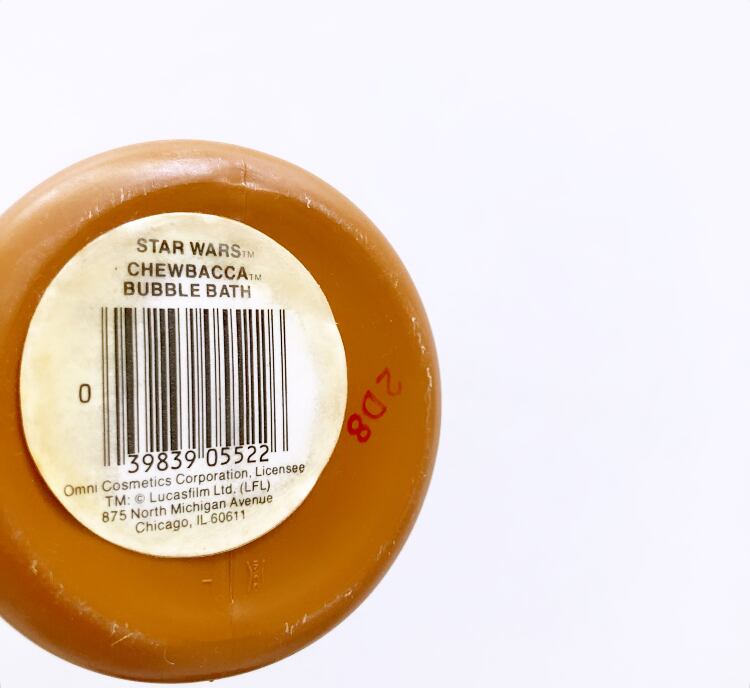 STAR WARS™
CHEWBACCA™
BUBBLE BATH
0 39839 05522
Omni Cosmetics Corporation, Licensee
TM: © Lucasfilm Ltd. (LFL)
875 North Michigan Avenue
Chicago, IL 60611
2D8